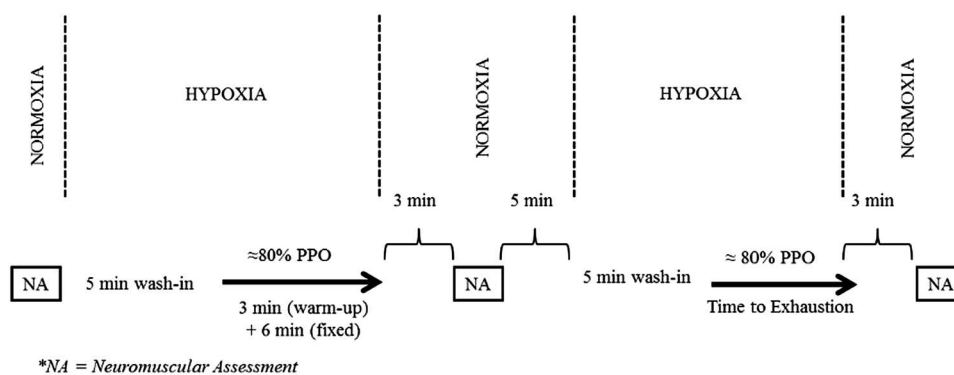 NORMOXIA
HYPOXIA
NORMOXIA
HYPOXIA
NORMOXIA
3 min
5 min
3 min
≈80% PPO
≈ 80% PPO
NA
5 min wash-in
NA
5 min wash-in
NA
3 min (warm-up)
+ 6 min (fixed)
Time to Exhaustion
*NA = Neuromuscular Assessment